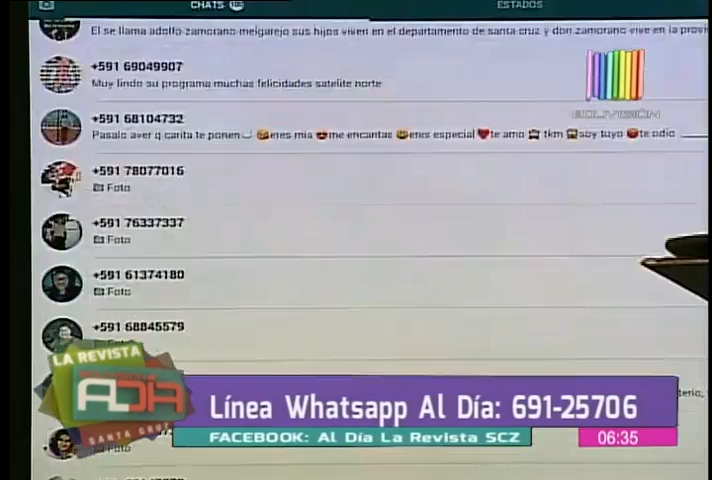 CHATS
ESTADOS
El se llama adolfo zamorano melgarejo sus hijos viven en el departamento de santa cruz y don zamorano vive en la provi
+591 69049907
Muy lindo su programa muchas felicidades satelite norte
BOLIVISIÓN
+591 68104732
Pasalo aver q carita te ponen 😄eres mia 😍me encantas 😄eres especial ❤te amo tkm soy tuyo 😡te odio
+591 78077016
Foto
+591 76337337
Foto
+591 61374180
Foto
+591 68845579
LA REVISTA
AL DÍA
SANTA CRUZ
Línea Whatsapp Al Día: 691-25706
FACEBOOK: Al Día La Revista SCZ
06:35
Foto